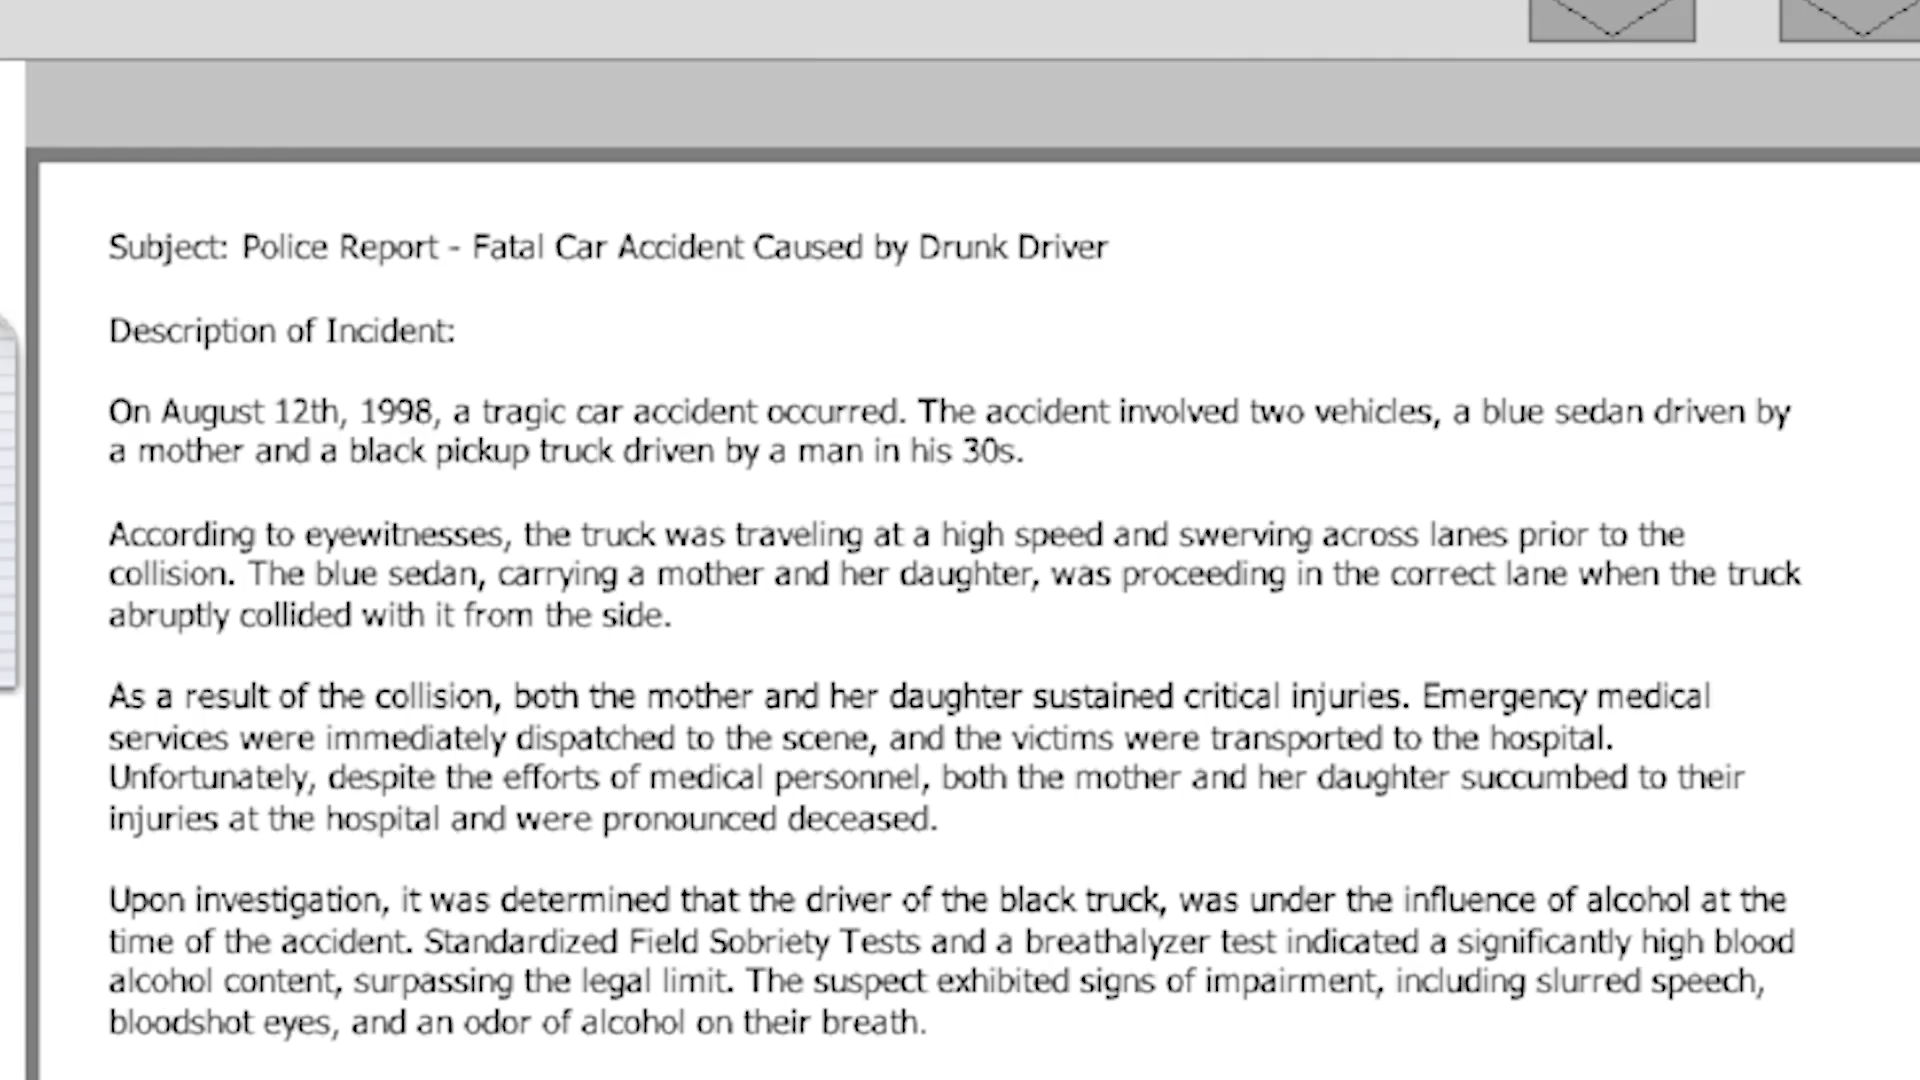 Subject: Police Report - Fatal Car Accident Caused by Drunk Driver
Description of Incident:
On August 12th, 1998, a tragic car accident occurred. The accident involved two vehicles, a blue sedan driven by
a mother and a black pickup truck driven by a man in his 30s.
According to eyewitnesses, the truck was traveling at a high speed and swerving across lanes prior to the
collision. The blue sedan, carrying a mother and her daughter, was proceeding in the correct lane when the truck
abruptly collided with it from the side.
As a result of the collision, both the mother and her daughter sustained critical injuries. Emergency medical
services were immediately dispatched to the scene, and the victims were transported to the hospital.
Unfortunately, despite the efforts of medical personnel, both the mother and her daughter succumbed to their
injuries at the hospital and were pronounced deceased.
Upon investigation, it was determined that the driver of the black truck, was under the influence of alcohol at the
time of the accident. Standardized Field Sobriety Tests and a breathalyzer test indicated a significantly high blood
alcohol content, surpassing the legal limit. The suspect exhibited signs of impairment, including slurred speech,
bloodshot eyes, and an odor of alcohol on their breath.